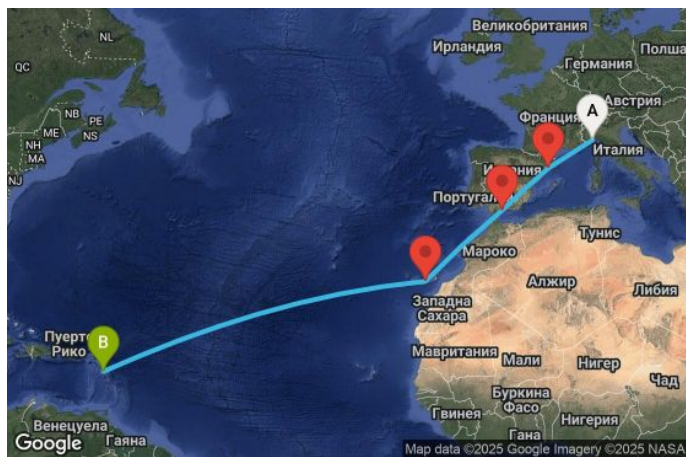 Великобритания
NL
Ирландия
Полша
QC
Германия
NB
PE
ME
NS
Франция
A
Австрия
NH
MA
Италия
NJ
Испания
Португалия
Тунис
Мароко
Алжир
Либия
Западна
Сахара
Пуерто
Рико
B
Мавритания
Мали
Нигер
Чад
Буркина
Фасо
Венецуела
Гвинея
Нигерия
Гана
Гаяна
Google
Map data ©2025 Google Imagery ©2025 NASA